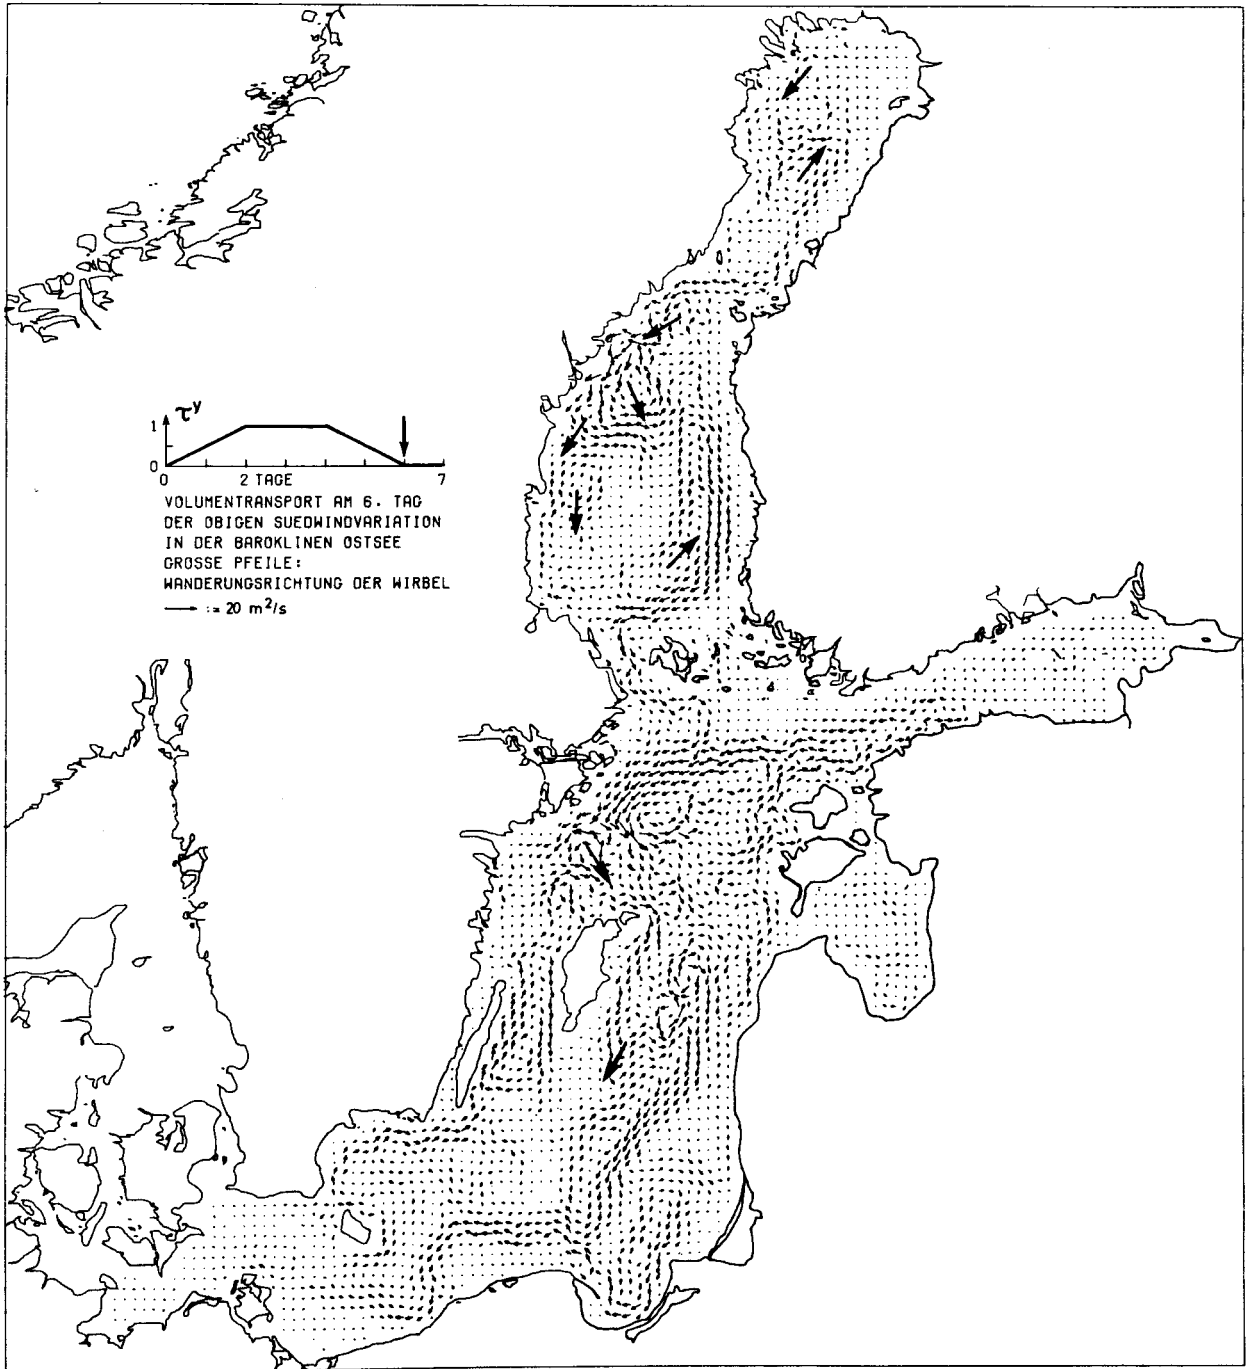 τʸ
1
0
0 2 TAGE 7
VOLUMENTRANSPORT AM 6. TAG
DER OBIGEN SUEDWINDVARIATION
IN DER BAROKLINEN OSTSEE
GROSSE PFEILE:
WANDERUNGSRICHTUNG DER WIRBEL
:= 20 m²/s